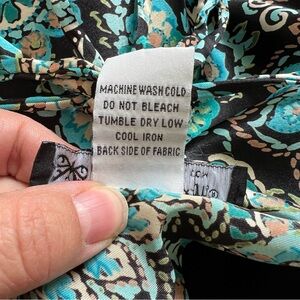 MACHINE WASH COLD
DO NOT BLEACH
TUMBLE DRY LOW
COOL IRON
BACK SIDE OF FABRIC